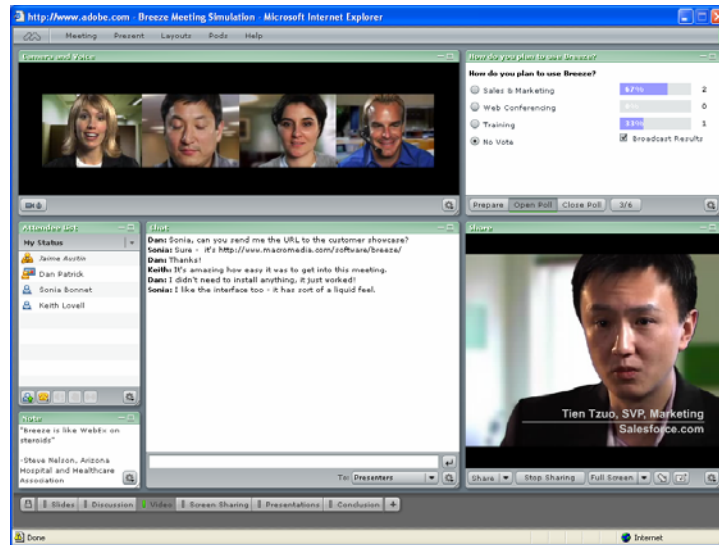 http://www.adobe.com - Breeze Meeting Simulation - Microsoft Internet Explorer
Meeting Present Layouts Pods Help
Camera and Voice
How do you plan to use Breeze?
How do you plan to use Breeze?
Sales & Marketing 67% 2
Web Conferencing 0% 0
Training 33% 1
No Vote
Broadcast Results
Prepare Open Poll Close Poll 3/6
Attendee List
My Status
Jaime Austin
Dan Patrick
Sonia Bonnet
Keith Lovell
Chat
Dan: Sonia, can you send me the URL to the customer showcase?
Sonia: Sure - it's http://www.macromedia.com/software/breeze/
Dan: Thanks!
Keith: It's amazing how easy it was to get into this meeting.
Dan: I didn't need to install anything, it just worked!
Sonia: I like the interface too - it has sort of a liquid feel.
To: Presenters
Note
"Breeze is like WebEx on
steroids"
-Steve Nelson, Arizona
Hospital and Healthcare
Association
Share
Tien Tzuo, SVP, Marketing
Salesforce.com
Share Stop Sharing Full Screen
Slides Discussion Video Screen Sharing Presentations Conclusion +
Done
Internet